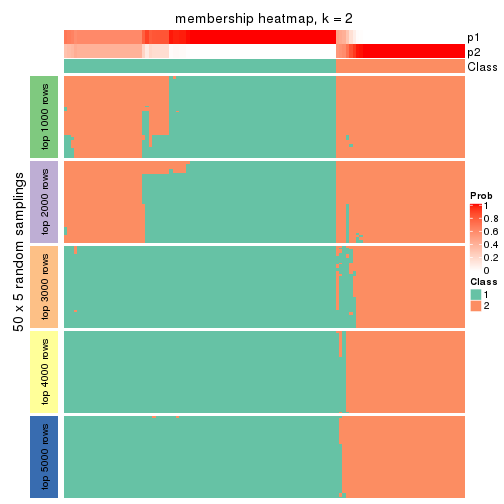 membership heatmap, k = 2
p1
p2
Class
50 x 5 random samplings
top 1000 rows
top 2000 rows
top 3000 rows
top 4000 rows
top 5000 rows
Prob
1
0.8
0.6
0.4
0.2
0
Class
1
2